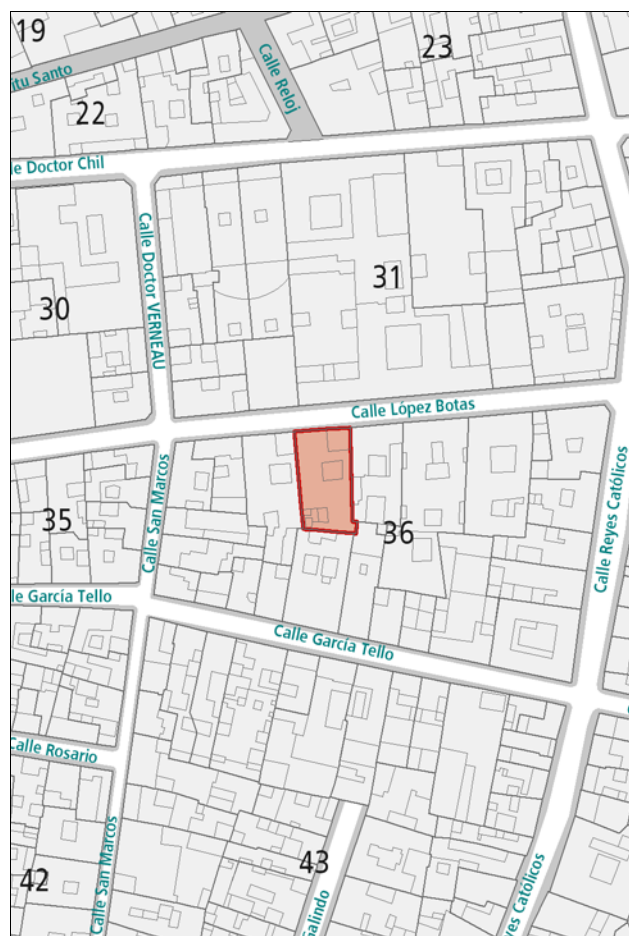 19
23
itu Santo
Calle Reloj
22
le Doctor Chil
31
Calle Doctor VERNEAU
30
Calle López Botas
Calle San Marcos
Calle Reyes Católicos
35
36
le García Tello
Calle García Tello
Calle Rosario
Calle San Marcos
43
42
Galindo
yes Católicos